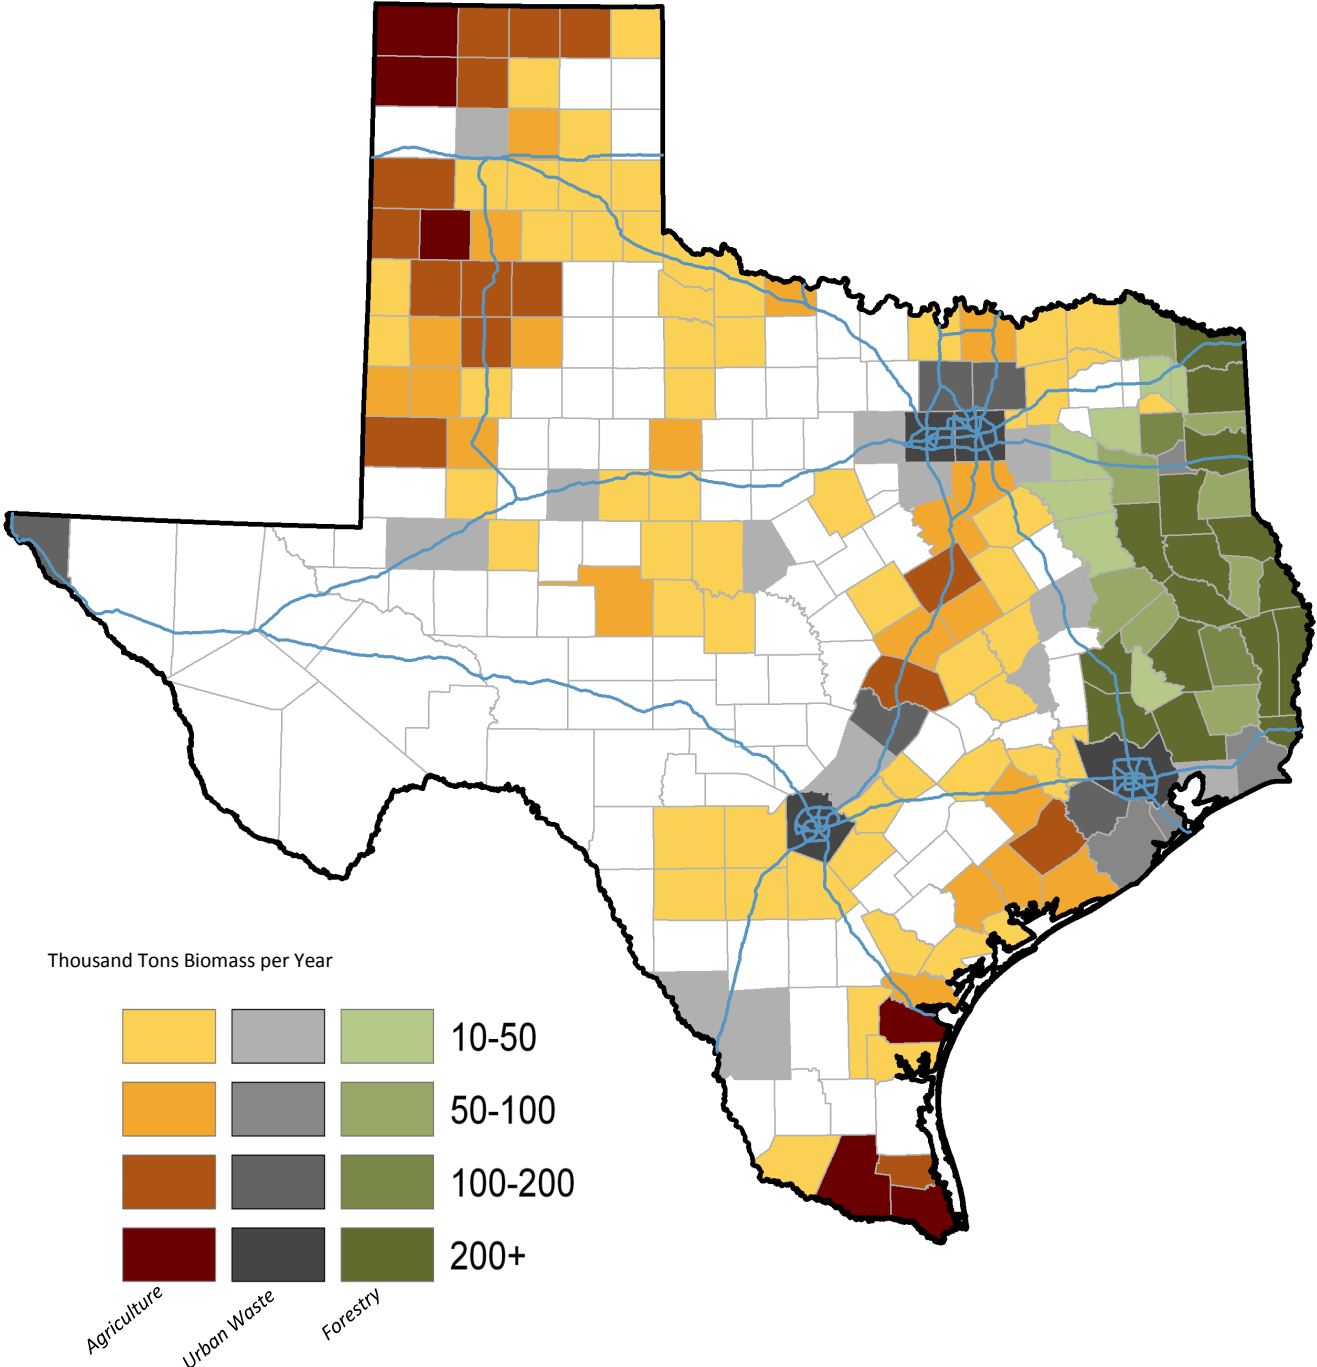 Thousand Tons Biomass per Year
10-50
50-100
100-200
200+
Agriculture
Urban Waste
Forestry